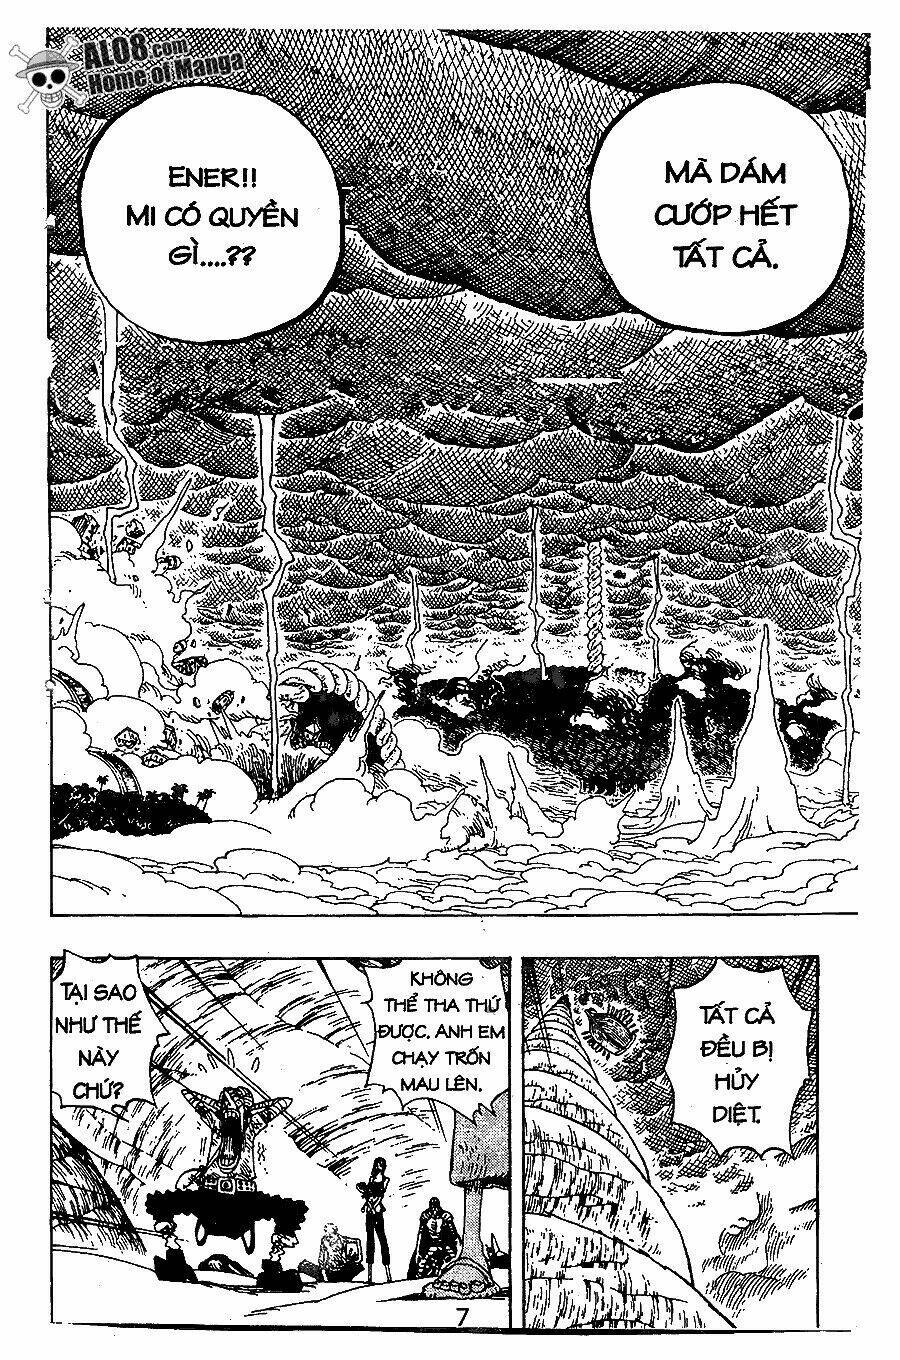 ALO8.com
Home of Manga
ENER!!
MI CÓ QUYỀN
GÌ....??
MÀ DÁM
CƯỚP HẾT
TẤT CẢ.
TẠI SAO
NHƯ THẾ
NÀY
CHỨ?
KHÔNG
THỂ THA THỨ
ĐƯỢC. ANH EM
CHẠY TRỐN
MAU LÊN.
TẤT CẢ
ĐỀU BỊ
HỦY
DIỆT.
7